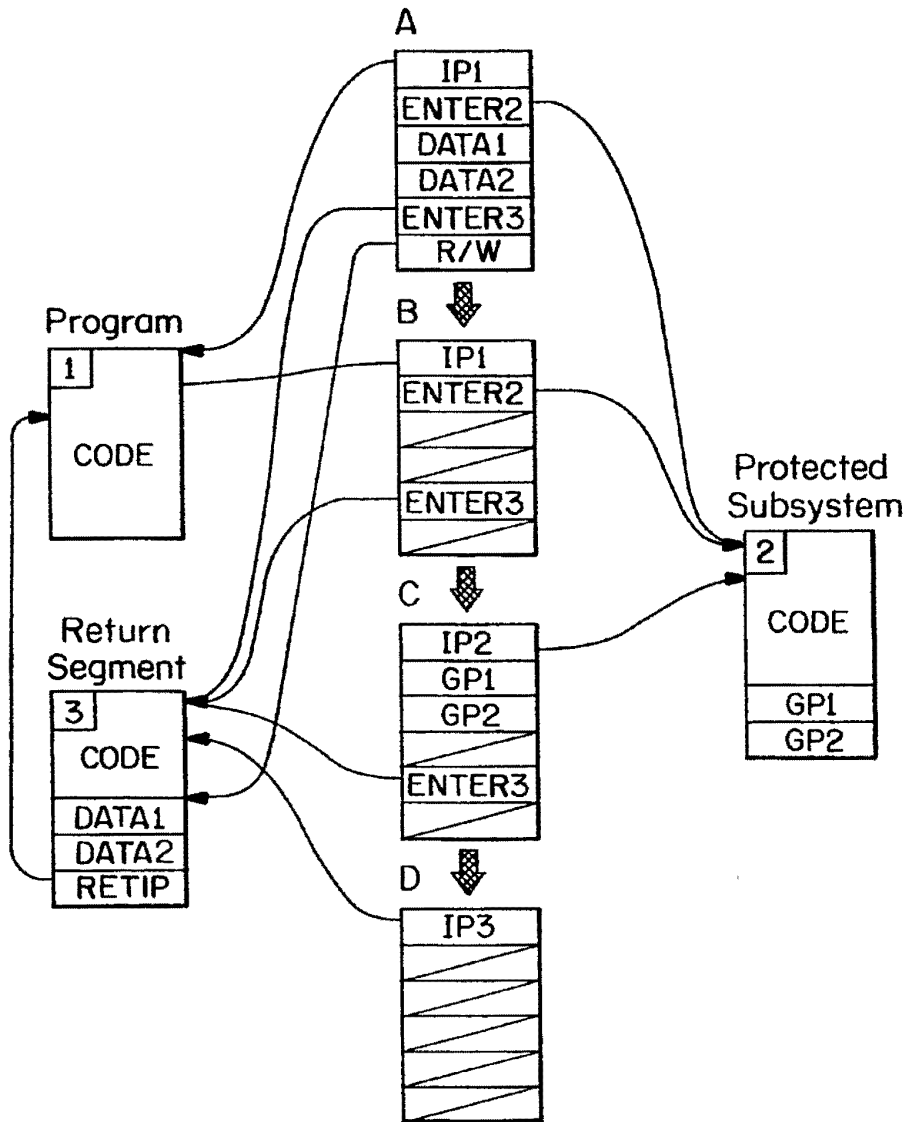 A
IP1
ENTER2
DATA1
DATA2
ENTER3
R/W
B
IP1
ENTER2
ENTER3
C
IP2
GP1
GP2
ENTER3
D
IP3
Program
1
CODE
Return
Segment
3
CODE
DATA1
DATA2
RETIP
Protected
Subsystem
2
CODE
GP1
GP2